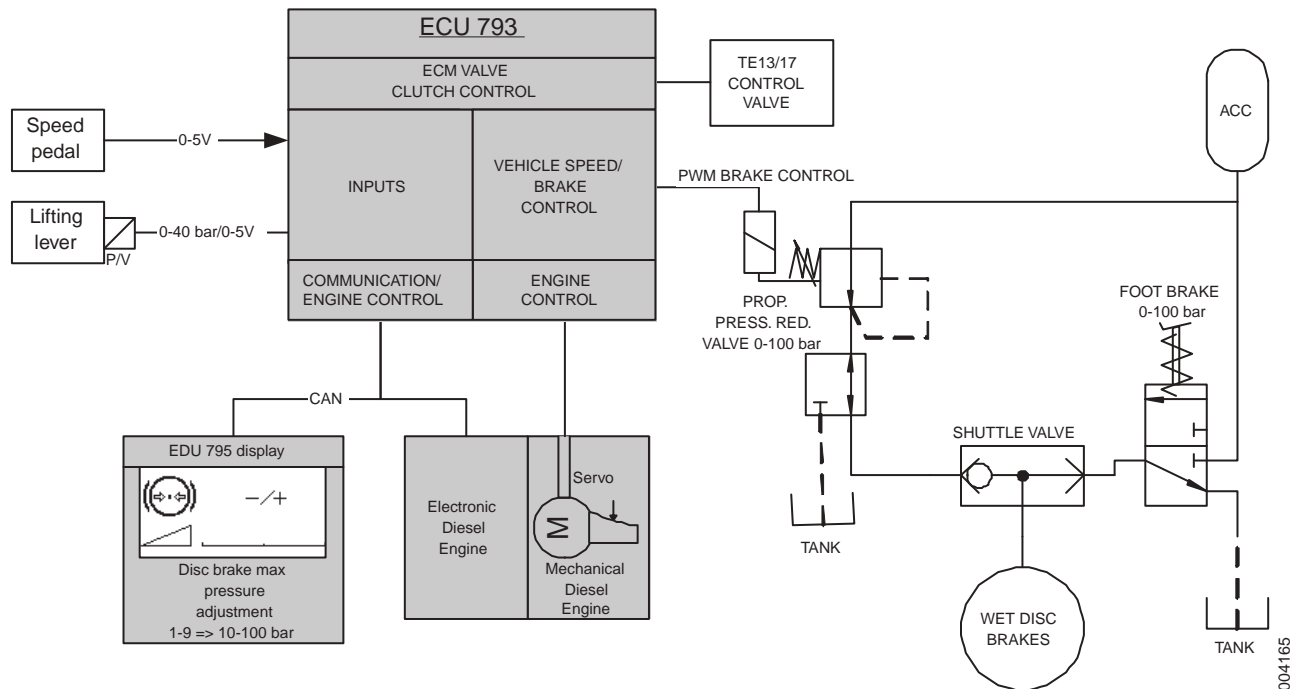 ECU 793
ECM VALVE
CLUTCH CONTROL
TE13/17
CONTROL
VALVE
ACC
Speed
pedal
0-5V
INPUTS
VEHICLE SPEED/
BRAKE
CONTROL
PWM BRAKE CONTROL
Lifting
lever
P/V
0-40 bar/0-5V
COMMUNICATION/
ENGINE CONTROL
ENGINE
CONTROL
PROP.
PRESS. RED.
VALVE 0-100 bar
FOOT BRAKE
0-100 bar
CAN
EDU 795 display
-/+
Disc brake max
pressure
adjustment
1-9 => 10-100 bar
Electronic
Diesel
Engine
Servo
M
Mechanical
Diesel
Engine
SHUTTLE VALVE
TANK
WET DISC
BRAKES
TANK
004165